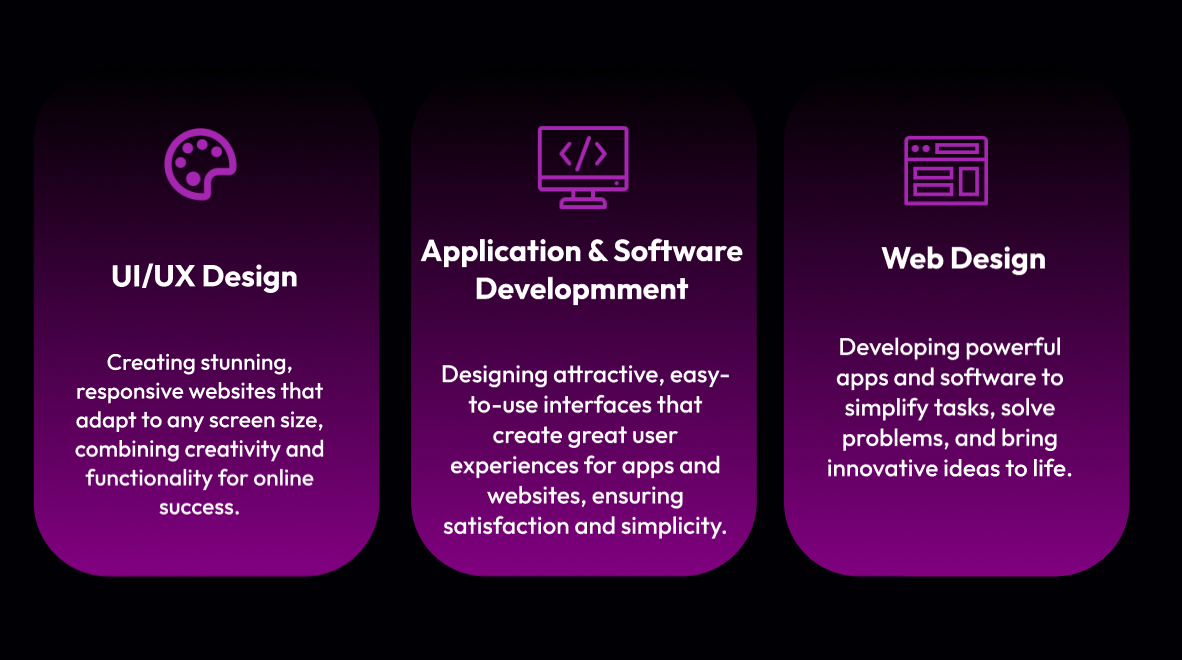 UI/UX Design
Creating stunning,
responsive websites that
adapt to any screen size,
combining creativity and
functionality for online
success.
</>
Application & Software
Developmment
Designing attractive, easy-
to-use interfaces that
create great user
experiences for apps and
websites, ensuring
satisfaction and simplicity.
Web Design
Developing powerful
apps and software to
simplify tasks, solve
problems, and bring
innovative ideas to life.